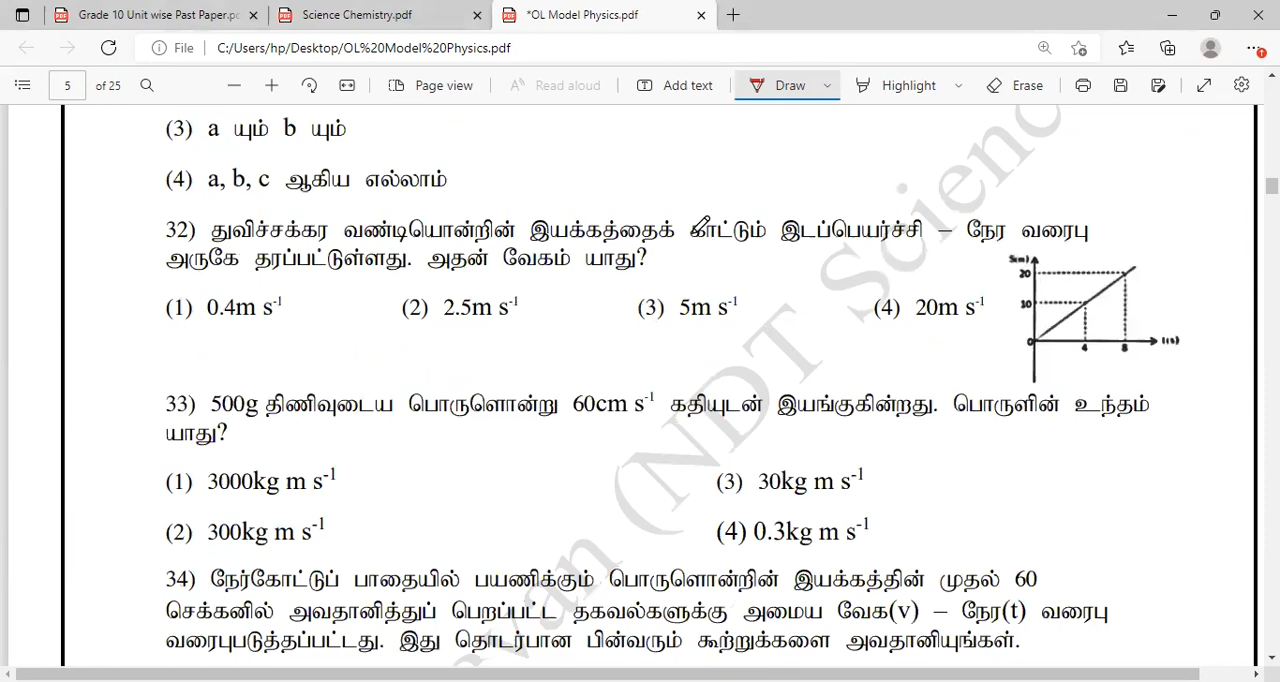 Grade 10 Unit wise Past Paper.pd
Science Chemistry.pdf
*OL Model Physics.pdf
File
C:/Users/hp/Desktop/OL%20Model%20Physics.pdf
5 of 25
Page view
Read aloud
Add text
Draw
Highlight
Erase
(3) a யும் b யும்
(4) a, b, c ஆகிய எல்லாம்
32) துவிச்சக்கர வண்டியொன்றின் இயக்கத்தைக் காட்டும் இடப்பெயர்ச்சி – நேர வரைபு
அருகே தரப்பட்டுள்ளது. அதன் வேகம் யாது?
(1) 0.4m s-1 (2) 2.5m s-1 (3) 5m s-1 (4) 20m s-1
S(m)
20
10
0
4 8 t(s)
33) 500g திணிவுடைய பொருளொன்று 60cm s-1 கதியுடன் இயங்குகின்றது. பொருளின் உந்தம்
யாது?
(1) 3000kg m s-1 (3) 30kg m s-1
(2) 300kg m s-1 (4) 0.3kg m s-1
34) நேர்கோட்டுப் பாதையில் பயணிக்கும் பொருளொன்றின் இயக்கத்தின் முதல் 60
செக்கனில் அவதானித்துப் பெறப்பட்ட தகவல்களுக்கு அமைய வேக(v) – நேர(t) வரைபு
வரைபுபடுத்தப்பட்டது. இது தொடர்பான பின்வரும் கூற்றுக்களை அவதானியுங்கள்.
(NDT Scienc